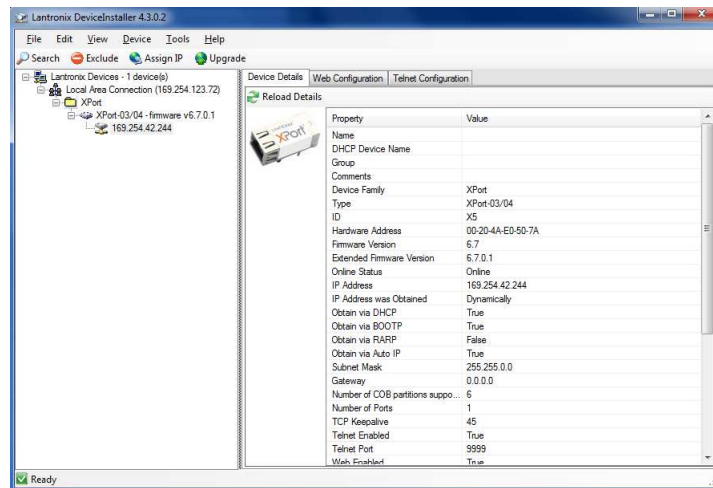 Lantronix DeviceInstaller 4.3.0.2
File Edit View Device Tools Help
Search Exclude Assign IP Upgrade
Lantronix Devices - 1 device(s)
Local Area Connection (169.254.123.72)
XPort
XPort-03/04 - firmware v6.7.0.1
169.254.42.244
Device Details Web Configuration Telnet Configuration
Reload Details
XPort
Property Value
Name
DHCP Device Name
Group
Comments
Device Family XPort
Type XPort-03/04
ID X5
Hardware Address 00-20-4A-E0-50-7A
Firmware Version 6.7
Extended Firmware Version 6.7.0.1
Online Status Online
IP Address 169.254.42.244
IP Address was Obtained Dynamically
Obtain via DHCP True
Obtain via BOOTP True
Obtain via RARP False
Obtain via Auto IP True
Subnet Mask 255.255.0.0
Gateway 0.0.0.0
Number of COB partitions suppo... 6
Number of Ports 1
TCP Keepalive 45
Telnet Enabled True
Telnet Port 9999
Web Enabled True
Ready